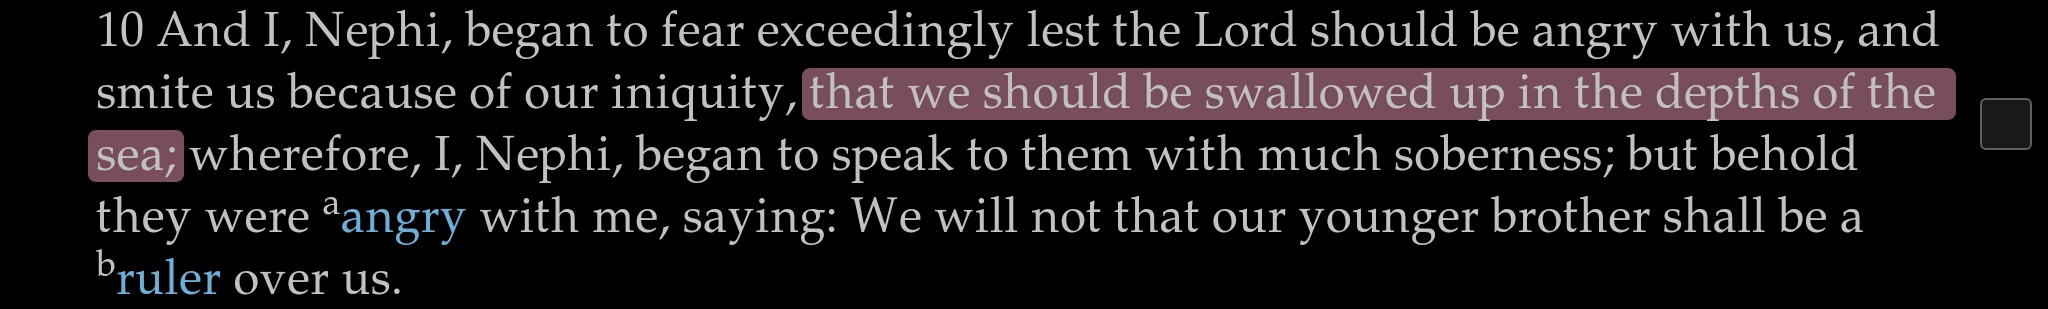 10 And I, Nephi, began to fear exceedingly lest the Lord should be angry with us, and
smite us because of our iniquity, that we should be swallowed up in the depths of the
sea; wherefore, I, Nephi, began to speak to them with much soberness; but behold
they were aangry with me, saying: We will not that our younger brother shall be a
bruler over us.